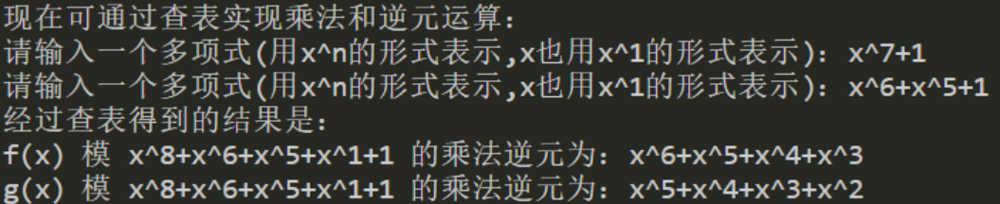 现在可通过查表实现乘法和逆元运算：
请输入一个多项式(用x^n的形式表示,x也用x^1的形式表示)：x^7+1
请输入一个多项式(用x^n的形式表示,x也用x^1的形式表示)：x^6+x^5+1
经过查表得到的结果是：
f(x) 模 x^8+x^6+x^5+x^1+1 的乘法逆元为：x^6+x^5+x^4+x^3
g(x) 模 x^8+x^6+x^5+x^1+1 的乘法逆元为：x^5+x^4+x^3+x^2